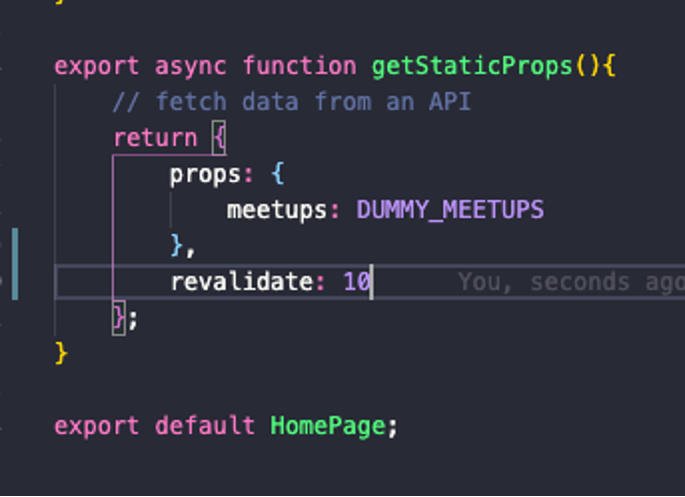 }
export async function getStaticProps(){
// fetch data from an API
return {
props: {
meetups: DUMMY_MEETUPS
},
revalidate: 10 You, seconds ago
};
}
export default HomePage;